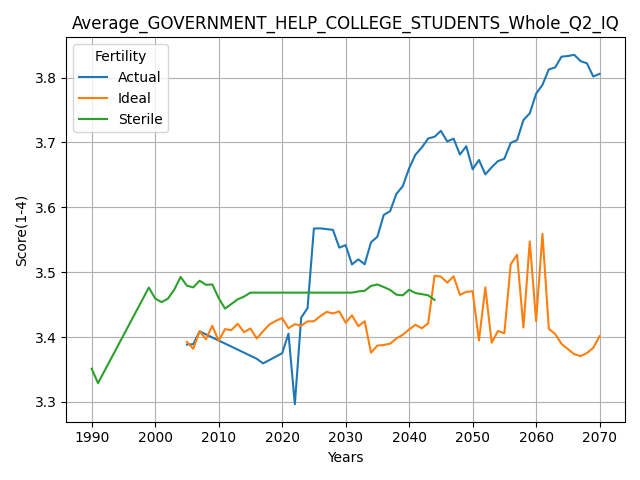 Average_GOVERNMENT_HELP_COLLEGE_STUDENTS_Whole_Q2_IQ
Fertility
Actual
Ideal
Sterile
3.8
3.7
3.6
3.5
3.4
3.3
Score(1-4)
1990 2000 2010 2020 2030 2040 2050 2060 2070
Years